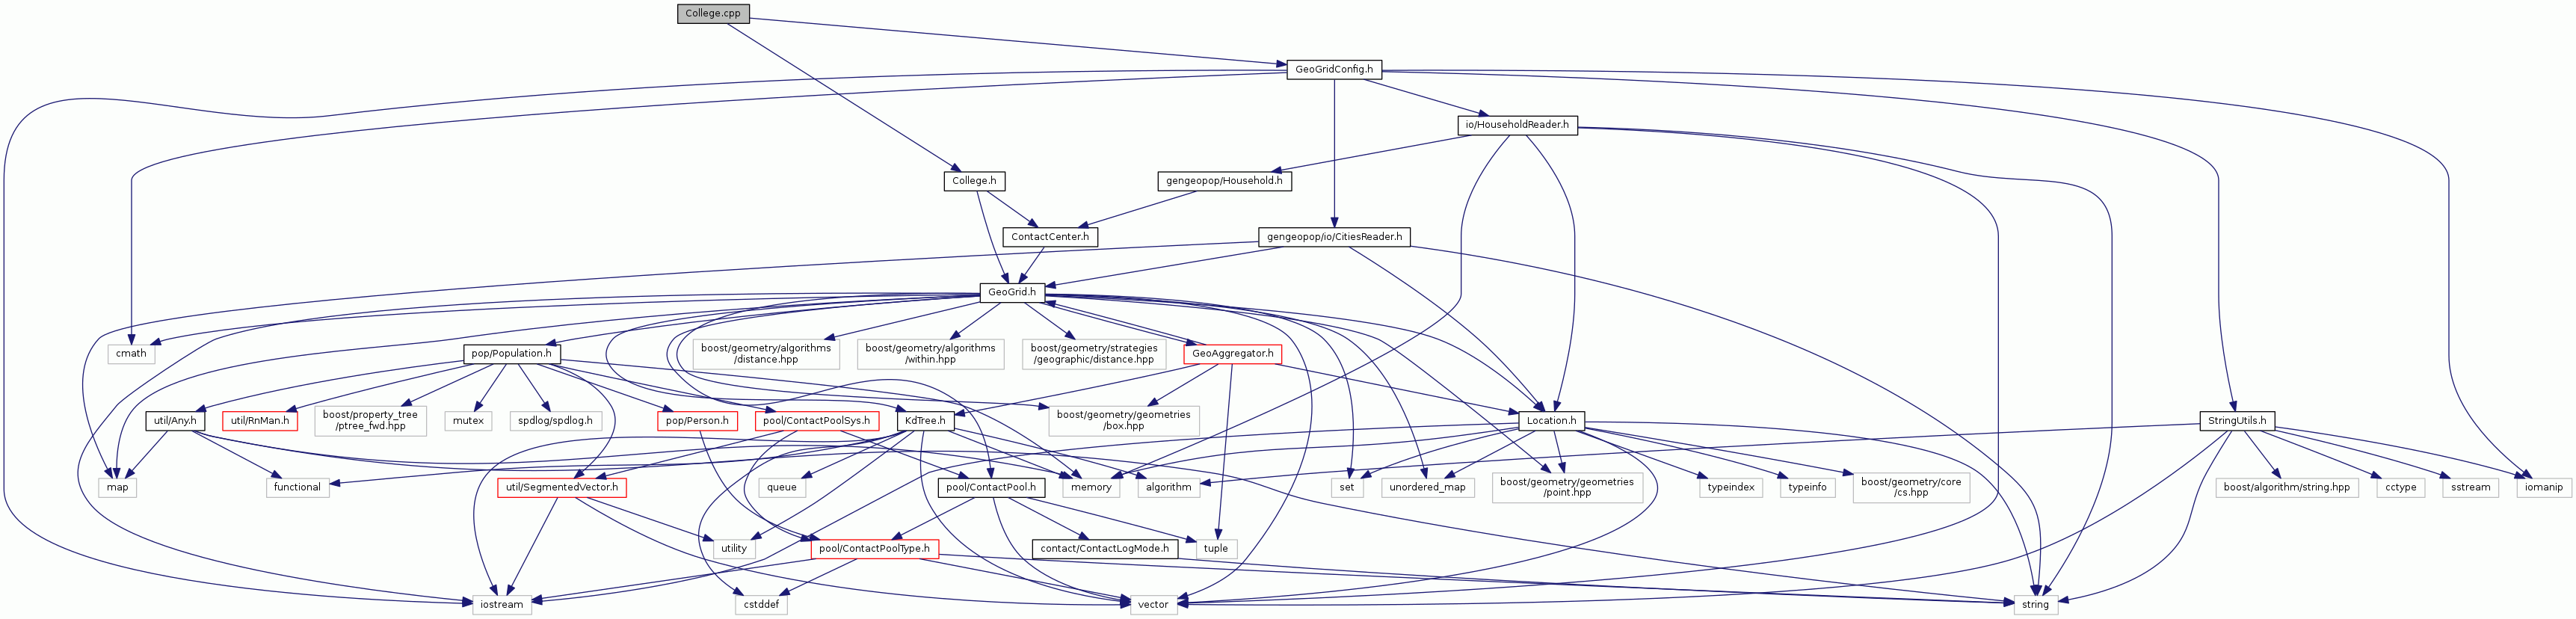 College.cpp
GeoGridConfig.h
io/HouseholdReader.h
College.h
gengeopop/Household.h
ContactCenter.h
gengeopop/io/CitiesReader.h
GeoGrid.h
cmath
pop/Population.h
boost/geometry/algorithms
/distance.hpp
boost/geometry/algorithms
/within.hpp
boost/geometry/strategies
/geographic/distance.hpp
GeoAggregator.h
util/Any.h
util/RnMan.h
boost/property_tree
/ptree_fwd.hpp
mutex
spdlog/spdlog.h
pop/Person.h
pool/ContactPoolSys.h
KdTree.h
boost/geometry/geometries
/box.hpp
Location.h
StringUtils.h
map
functional
util/SegmentedVector.h
queue
pool/ContactPool.h
memory
algorithm
set
unordered_map
boost/geometry/geometries
/point.hpp
typeindex
typeinfo
boost/geometry/core
/cs.hpp
boost/algorithm/string.hpp
cctype
sstream
iomanip
utility
pool/ContactPoolType.h
contact/ContactLogMode.h
tuple
iostream
cstddef
vector
string